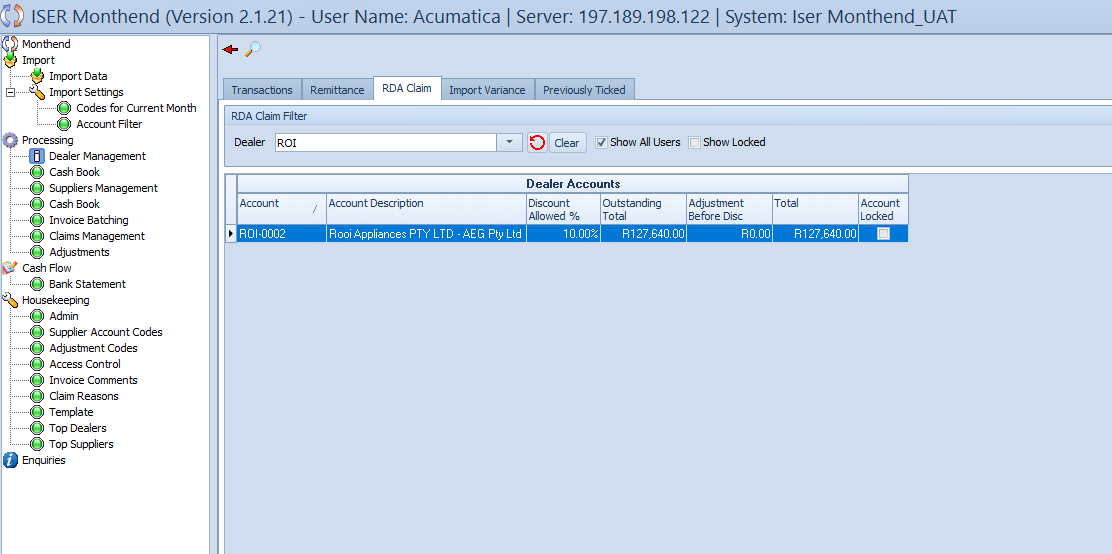 ISER Monthend (Version 2.1.21) - User Name: Acumatica | Server: 197.189.198.122 | System: Iser Monthend_UAT
Monthend
Import
Import Data
Import Settings
Codes for Current Month
Account Filter
Processing
Dealer Management
Cash Book
Suppliers Management
Cash Book
Invoice Batching
Claims Management
Adjustments
Cash Flow
Bank Statement
Housekeeping
Admin
Supplier Account Codes
Adjustment Codes
Access Control
Invoice Comments
Claim Reasons
Template
Top Dealers
Top Suppliers
Enquiries
Transactions Remittance RDA Claim Import Variance Previously Ticked
RDA Claim Filter
Dealer ROI Clear Show All Users Show Locked
Dealer Accounts
Account Account Description Discount Outstanding Adjustment Total Account
Allowed % Total Before Disc Locked
ROI-0002 Rooi Appliances PTY LTD - AEG Pty Ltd 10.00% R127,640.00 R0.00 R127,640.00